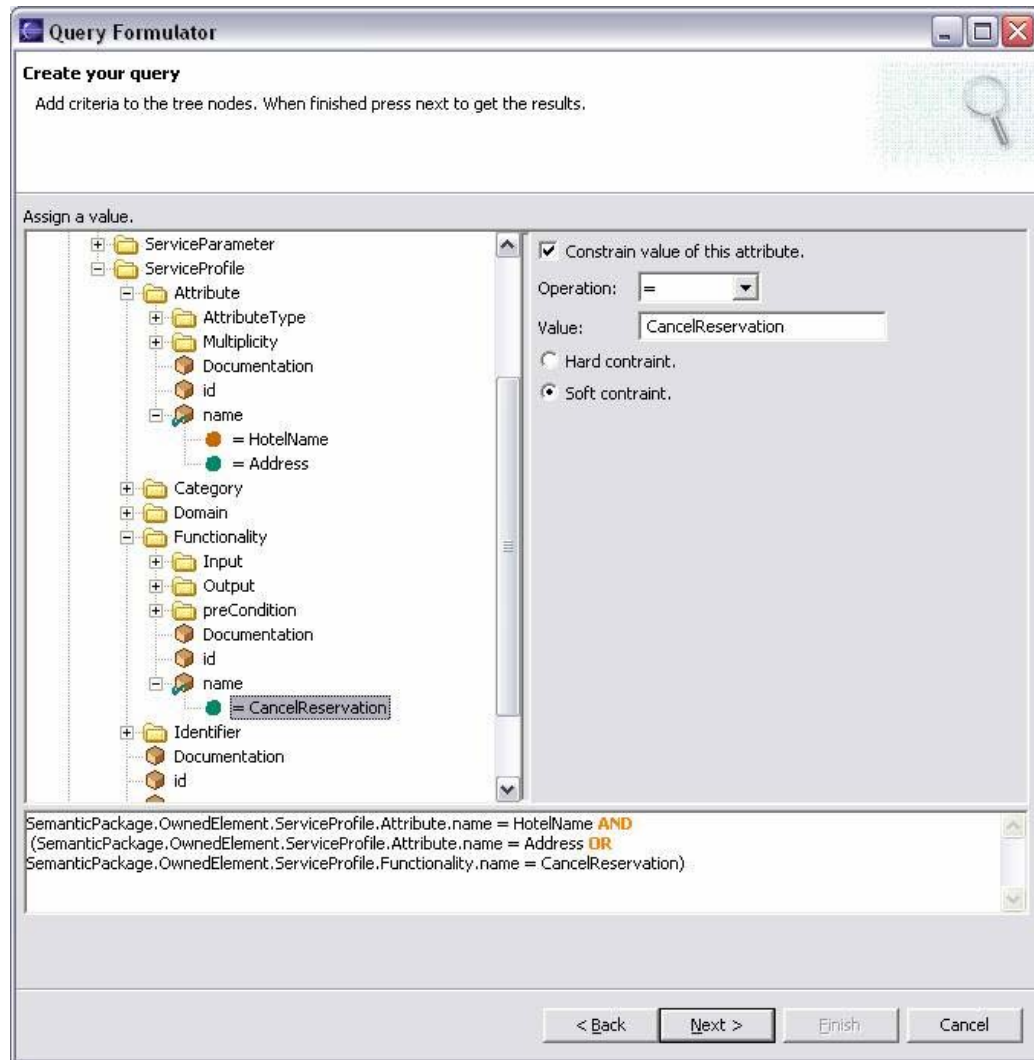 Query Formulator
Create your query
Add criteria to the tree nodes. When finished press next to get the results.
Assign a value.
ServiceParameter
ServiceProfile
Attribute
AttributeType
Multiplicity
Documentation
id
name
= HotelName
= Address
Category
Domain
Functionality
Input
Output
preCondition
Documentation
id
name
= CancelReservation
Identifier
Documentation
id
Constrain value of this attribute.
Operation: =
Value: CancelReservation
Hard contraint.
Soft contraint.
SemanticPackage.OwnedElement.ServiceProfile.Attribute.name = HotelName AND
(SemanticPackage.OwnedElement.ServiceProfile.Attribute.name = Address OR
SemanticPackage.OwnedElement.ServiceProfile.Functionality.name = CancelReservation)
< Back Next > Finish Cancel